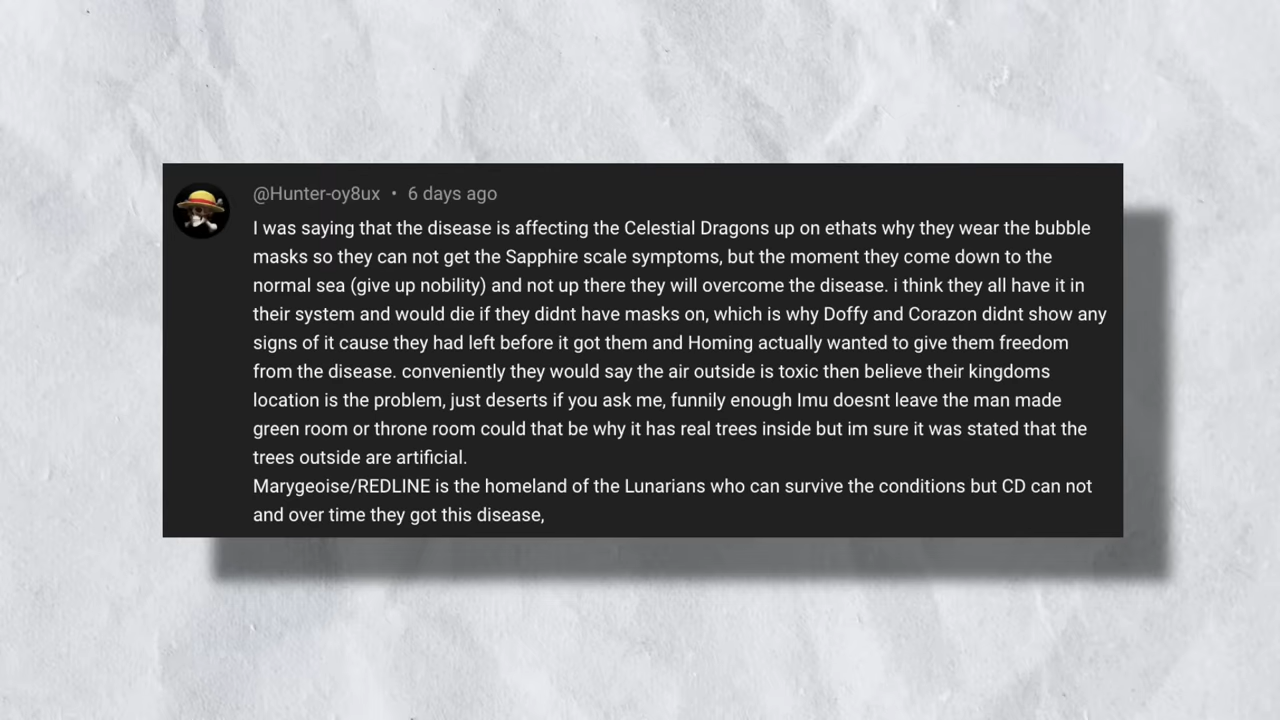 @Hunter-oy8ux • 6 days ago
I was saying that the disease is affecting the Celestial Dragons up on ethats why they wear the bubble
masks so they can not get the Sapphire scale symptoms, but the moment they come down to the
normal sea (give up nobility) and not up there they will overcome the disease. i think they all have it in
their system and would die if they didnt have masks on, which is why Doffy and Corazon didnt show any
signs of it cause they had left before it got them and Homing actually wanted to give them freedom
from the disease. conveniently they would say the air outside is toxic then believe their kingdoms
location is the problem, just deserts if you ask me, funnily enough Imu doesnt leave the man made
green room or throne room could that be why it has real trees inside but im sure it was stated that the
trees outside are artificial.
Marygeoise/REDLINE is the homeland of the Lunarians who can survive the conditions but CD can not
and over time they got this disease,